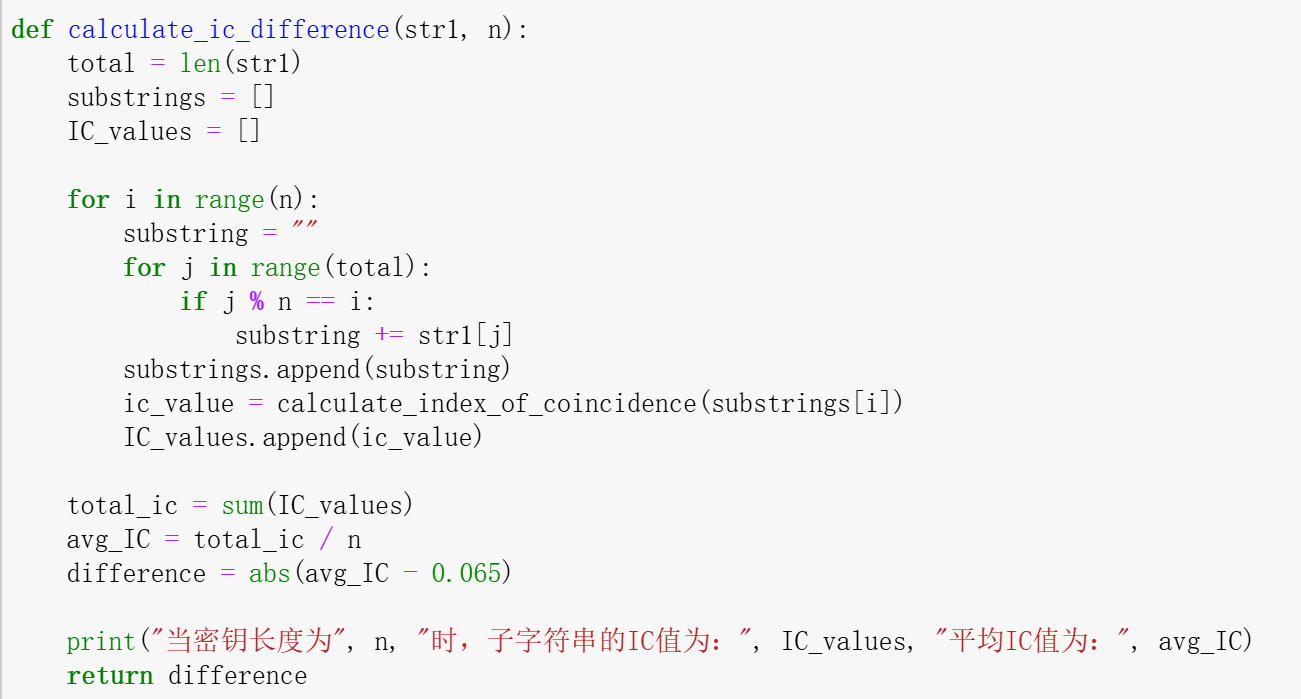 def calculate_ic_difference(str1, n):
    total = len(str1)
    substrings = []
    IC_values = []

    for i in range(n):
        substring = ""
        for j in range(total):
            if j % n == i:
                substring += str1[j]
        substrings.append(substring)
        ic_value = calculate_index_of_coincidence(substrings[i])
        IC_values.append(ic_value)

    total_ic = sum(IC_values)
    avg_IC = total_ic / n
    difference = abs(avg_IC - 0.065)

    print("当密钥长度为", n, "时，子字符串的IC值为：", IC_values, "平均IC值为：", avg_IC)
    return difference